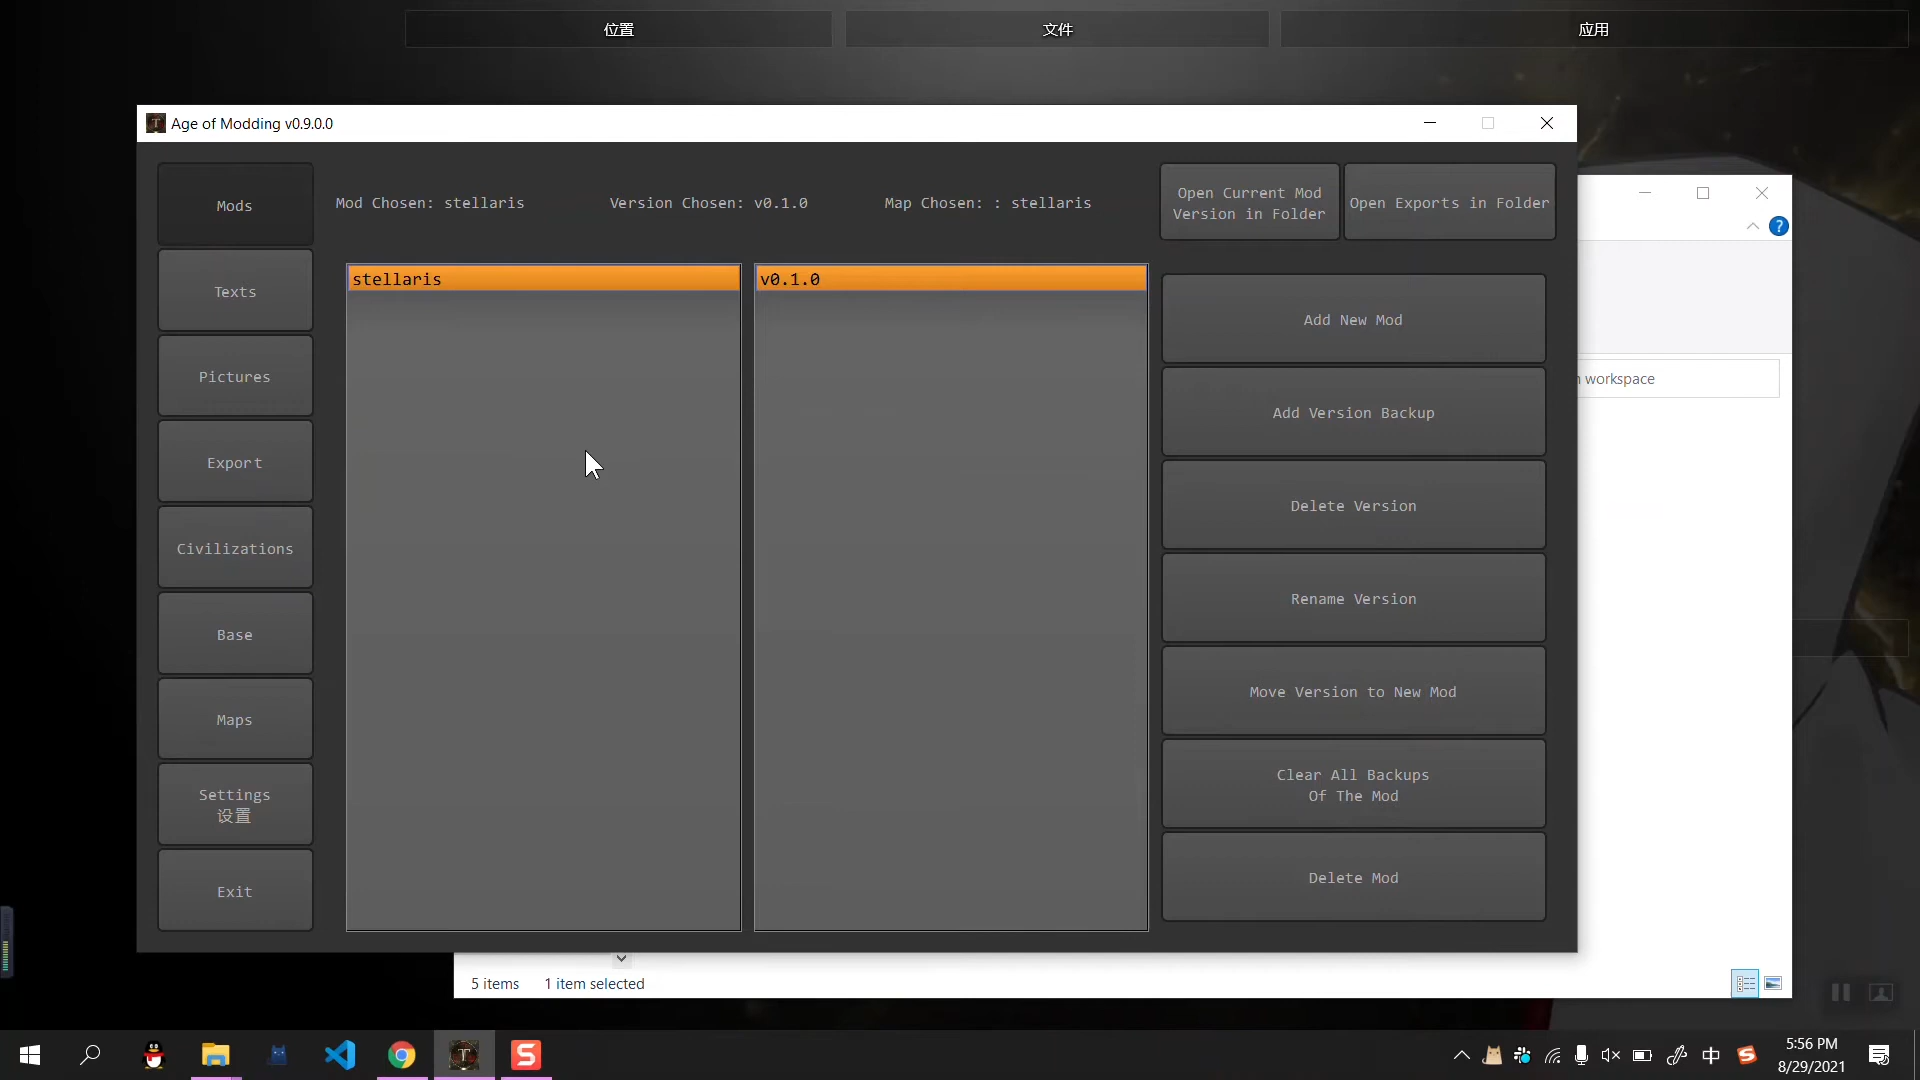 位置
文件
应用
Age of Modding v0.9.0.0
Mods
Mod Chosen: stellaris
Version Chosen: v0.1.0
Map Chosen: : stellaris
Open Current Mod
Version in Folder
Open Exports in Folder
stellaris
v0.1.0
Texts
Pictures
Export
Civilizations
Base
Maps
Settings
设置
Exit
Add New Mod
Add Version Backup
Delete Version
Rename Version
Move Version to New Mod
Clear All Backups
Of The Mod
Delete Mod
workspace
5 items
1 item selected
中
5:56 PM
8/29/2021